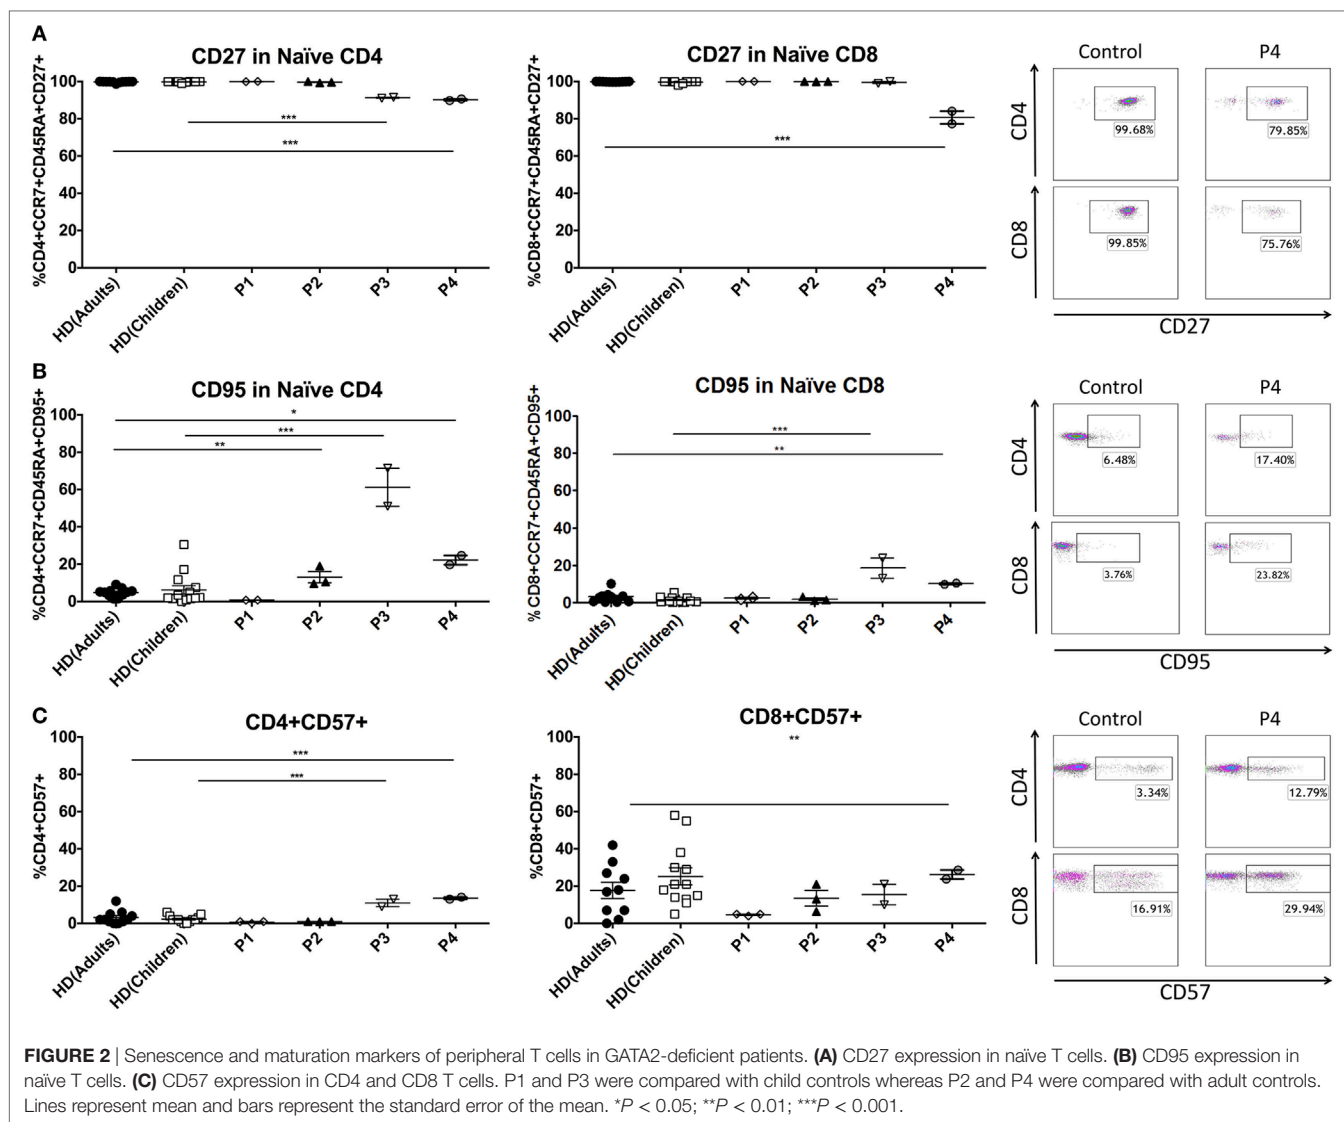 A
CD27 in Naïve CD4
%CD4+CCR7+CD45RA+CD27+
100
80
60
40
20
0
***
***
HD(Adults)
HD(Children)
P1
P2
P3
P4
CD27 in Naïve CD8
%CD8+CCR7+CD45RA+CD27+
100
80
60
40
20
0
***
HD(Adults)
HD(Children)
P1
P2
P3
P4
Control
P4
CD4
99.68%
79.85%
CD8
99.85%
75.76%
CD27
B
CD95 in Naïve CD4
%CD4+CCR7+CD45RA+CD95+
100
80
60
40
20
0
*
***
**
HD(Adults)
HD(Children)
P1
P2
P3
P4
CD95 in Naïve CD8
%CD8+CCR7+CD45RA+CD95+
100
80
60
40
20
0
***
**
HD(Adults)
HD(Children)
P1
P2
P3
P4
Control
P4
CD4
6.48%
17.40%
CD8
3.76%
23.82%
CD95
C
CD4+CD57+
%CD4+CD57+
100
80
60
40
20
0
***
***
HD(Adults)
HD(Children)
P1
P2
P3
P4
CD8+CD57+
%CD8+CD57+
100
80
60
40
20
0
**
HD(Adults)
HD(Children)
P1
P2
P3
P4
Control
P4
CD4
3.34%
12.79%
CD8
16.91%
29.94%
CD57
FIGURE 2 | Senescence and maturation markers of peripheral T cells in GATA2-deficient patients. (A) CD27 expression in naïve T cells. (B) CD95 expression in
naïve T cells. (C) CD57 expression in CD4 and CD8 T cells. P1 and P3 were compared with child controls whereas P2 and P4 were compared with adult controls.
Lines represent mean and bars represent the standard error of the mean. *P < 0.05; **P < 0.01; ***P < 0.001.